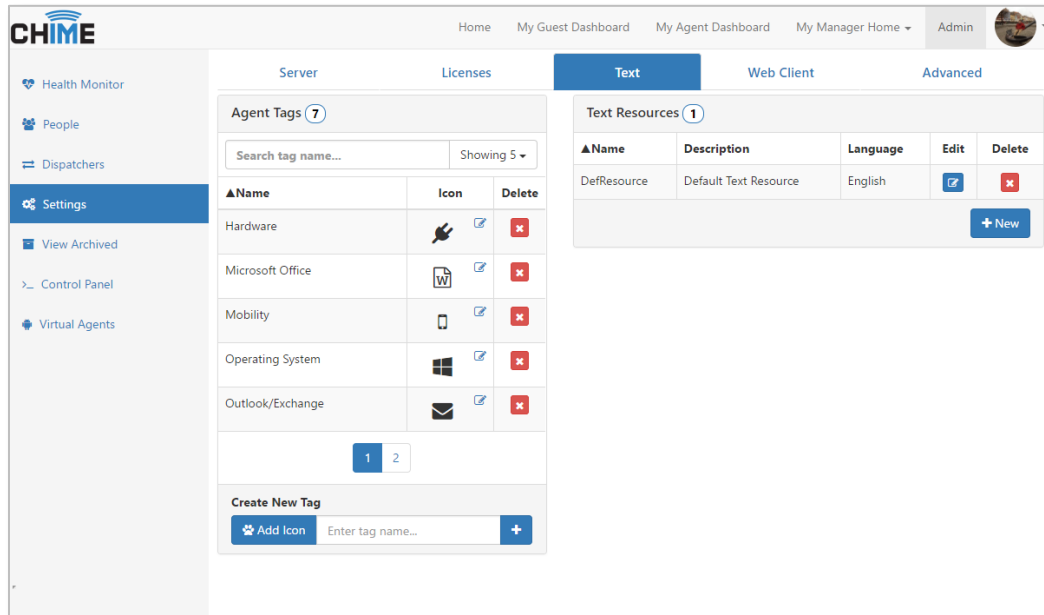 CHIME
Home My Guest Dashboard My Agent Dashboard My Manager Home Admin
Health Monitor
People
Dispatchers
Settings
View Archived
Control Panel
Virtual Agents
Server Licenses Text Web Client Advanced
Agent Tags 7
Search tag name... Showing 5
▲Name Icon Delete
Hardware
Microsoft Office W
Mobility
Operating System
Outlook/Exchange
1 2
Create New Tag
Add Icon Enter tag name... +
Text Resources 1
▲Name Description Language Edit Delete
DefResource Default Text Resource English
+ New